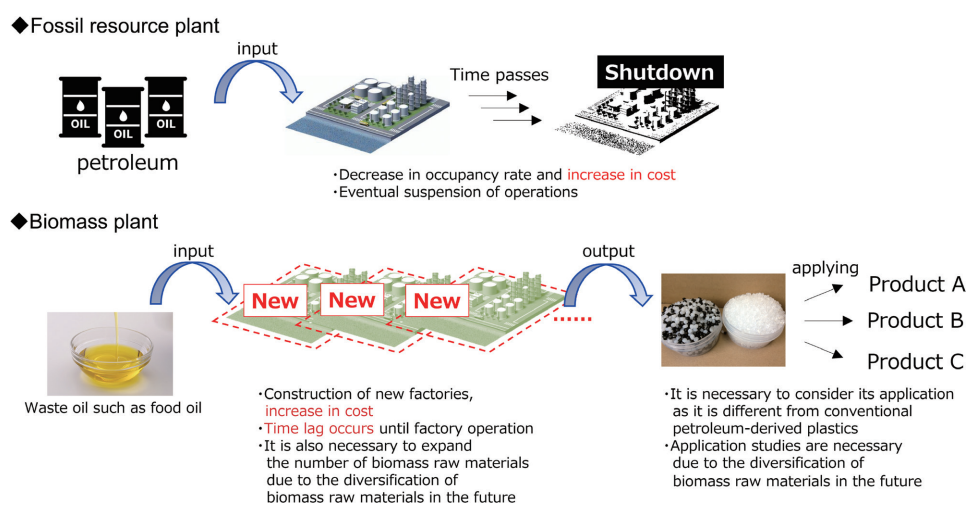 ◆Fossil resource plant
input
OIL
OIL
OIL
petroleum
Time passes
Shutdown
・Decrease in occupancy rate and increase in cost
・Eventual suspension of operations
◆Biomass plant
input
New
New
New
output
applying
Product A
Product B
Product C
Waste oil such as food oil
・Construction of new factories,
increase in cost
・Time lag occurs until factory operation
・It is also necessary to expand
the number of biomass raw materials
due to the diversification of
biomass raw materials in the future
・It is necessary to consider its application
as it is different from conventional
petroleum-derived plastics
・Application studies are necessary
due to the diversification of
biomass raw materials in the future